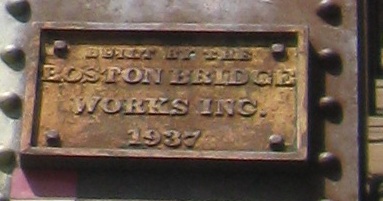 BUILT BY THE
BOSTON BRIDGE
WORKS INC.
1937